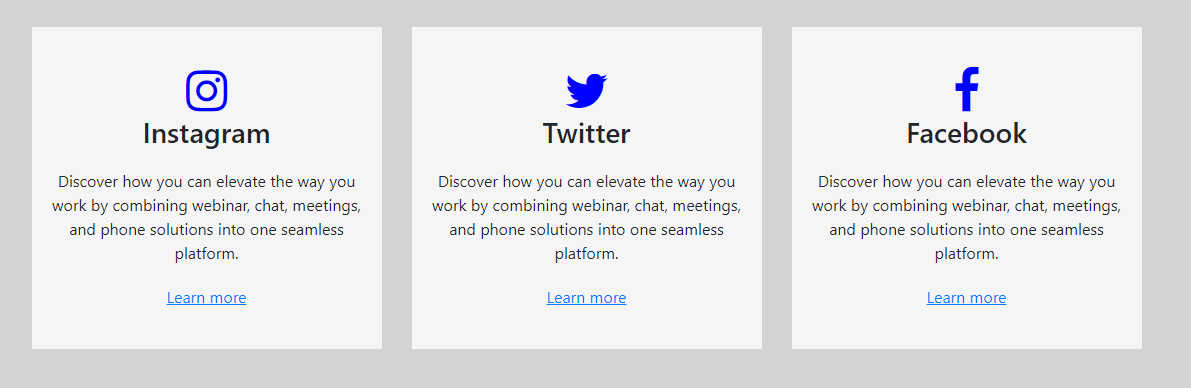 Instagram
Discover how you can elevate the way you
work by combining webinar, chat, meetings,
and phone solutions into one seamless
platform.
Learn more
Twitter
Discover how you can elevate the way you
work by combining webinar, chat, meetings,
and phone solutions into one seamless
platform.
Learn more
Facebook
Discover how you can elevate the way you
work by combining webinar, chat, meetings,
and phone solutions into one seamless
platform.
Learn more